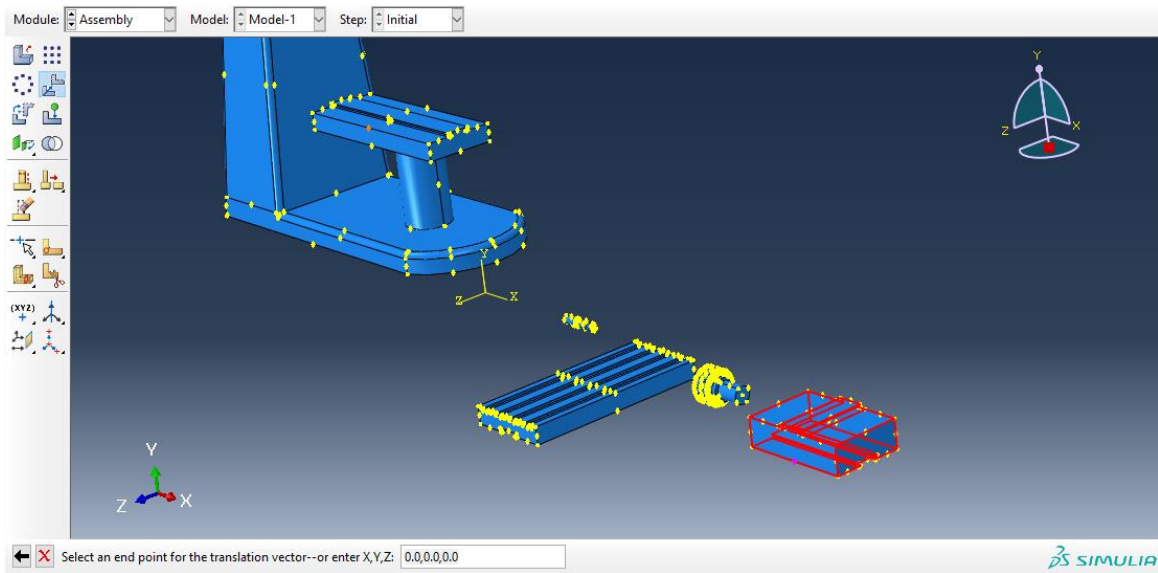 Module: Assembly Model: Model-1 Step: Initial
(XYZ)
Y
Z X
Y
Z X
Y
Z X
Select an end point for the translation vector--or enter X,Y,Z: 0.0,0.0,0.0
DS SIMULIA